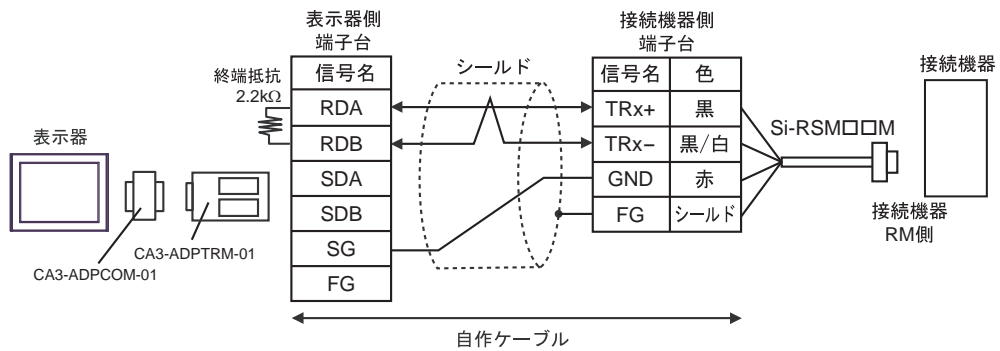 表示器
CA3-ADPCOM-01
CA3-ADPTRM-01
終端抵抗
2.2kΩ
表示器側
端子台
信号名
RDA
RDB
SDA
SDB
SG
FG
シールド
接続機器側
端子台
信号名 色
TRx+ 黒
TRx− 黒/白
GND 赤
FG シールド
Si-RSM□□M
接続機器
接続機器
RM側
自作ケーブル